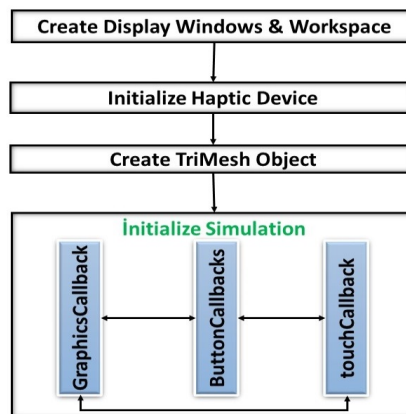 Create Display Windows & Workspace
Initialize Haptic Device
Create TriMesh Object
İnitialize Simulation
GraphicsCallback
ButtonCallbacks
touchCallback